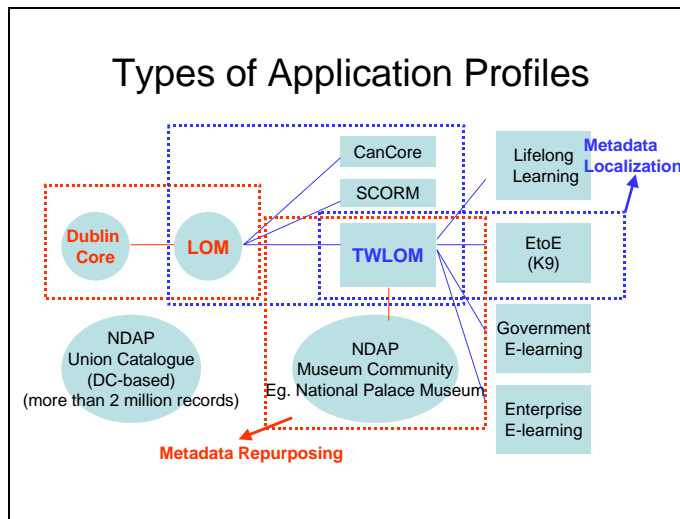 Types of Application Profiles
CanCore
SCORM
Lifelong
Learning
Metadata
Localization
Dublin
Core
LOM
TWLOM
EtoE
(K9)
NDAP
Union Catalogue
(DC-based)
(more than 2 million records)
NDAP
Museum Community
Eg. National Palace Museum
Government
E-learning
Enterprise
E-learning
Metadata Repurposing